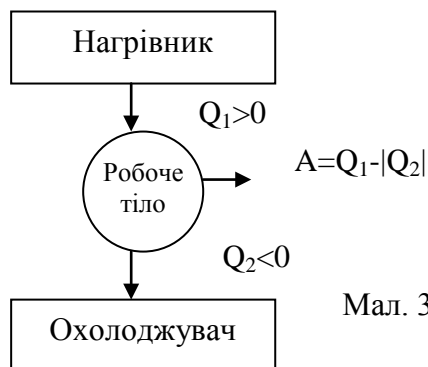 Нагрівник
Q₁>0
Робоче
тіло
A=Q₁-|Q₂|
Q₂<0
Мал. 3
Охолоджувач